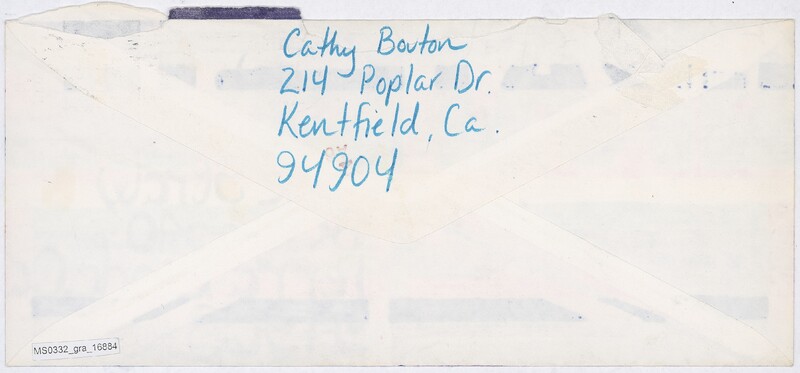 Cathy Bouton
214 Poplar Dr.
Kentfield, Ca.
94904
MS0332_gra_16884